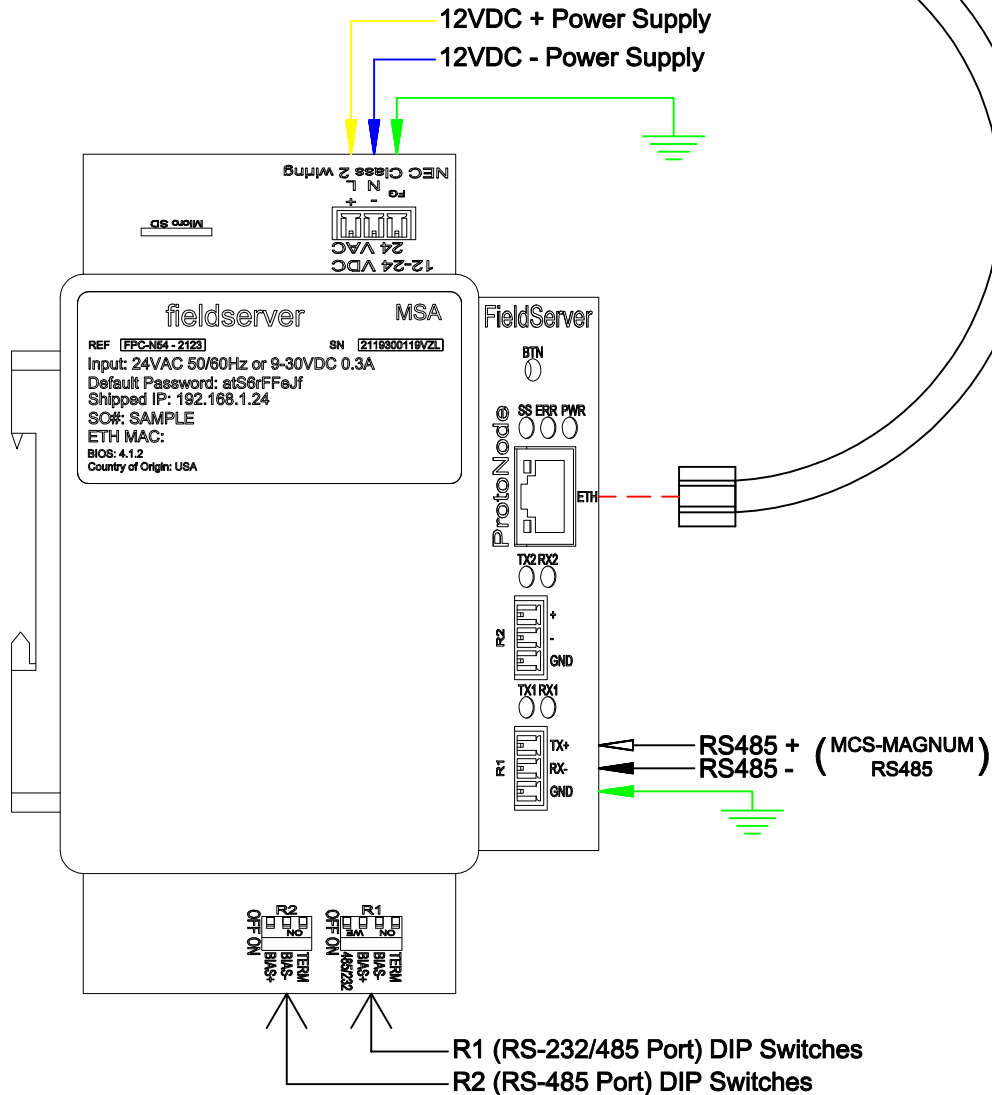 12VDC + Power Supply
12VDC - Power Supply
NEC Class 2 wiring
L N FG
+ -
Micro SD
24 VAC
12-24 VDC
fieldserver MSA
REF FPC-N54 - 2123 SN 2119300119VZL
Input: 24VAC 50/60Hz or 9-30VDC 0.3A
Default Password: atS6rFFeJf
Shipped IP: 192.168.1.24
SO#: SAMPLE
ETH MAC:
BIOS: 4.1.2
Country of Origin: USA
FieldServer
BTN
SS ERR PWR
ProtoNode
ETH
TX2 RX2
R2
+
-
GND
TX1 RX1
R1
TX+
RX-
GND
RS485 +
RS485 -
(MCS-MAGNUM
RS485)
R2
OFF ON
ON
BIAS+
BIAS-
TERM
R1
OFF ON
WE
ON
485/232
BIAS+
BIAS-
TERM
R1 (RS-232/485 Port) DIP Switches
R2 (RS-485 Port) DIP Switches